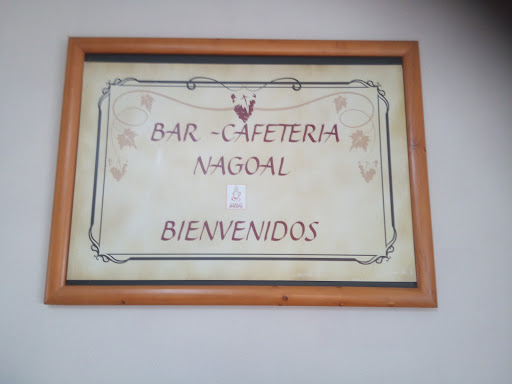 BAR - CAFETERIA
NAGOAL
BIENVENIDOS